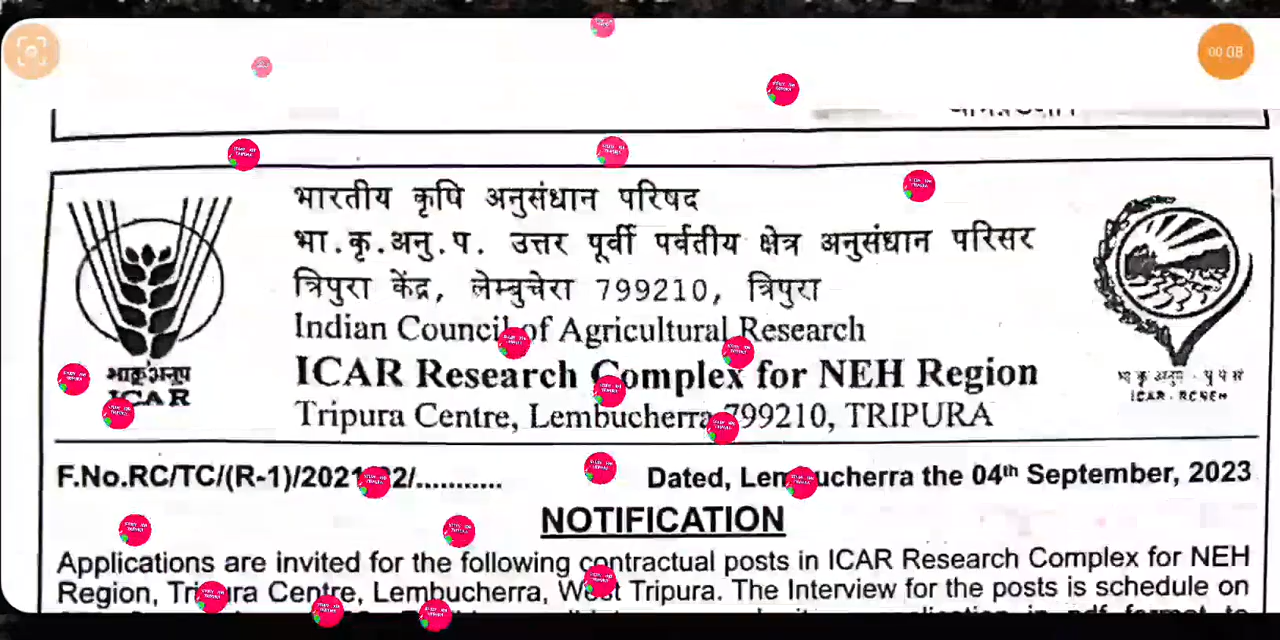 00:08
भारतीय कृषि अनुसंधान परिषद
भा.कृ.अनु.प. उत्तर पूर्वी पर्वतीय क्षेत्र अनुसंधान परिसर
त्रिपुरा केंद्र, लेम्बुचेरा 799210, त्रिपुरा
Indian Council of Agricultural Research
ICAR Research Complex for NEH Region
Tripura Centre, Lembucherra 799210, TRIPURA
भाकृअनुप
ICAR
ICAR - RCNEH
F.No.RC/TC/(R-1)/2021-22/...........
Dated, Lembucherra the 04th September, 2023
NOTIFICATION
Applications are invited for the following contractual posts in ICAR Research Complex for NEH
Region, Tripura Centre, Lembucherra, West Tripura. The Interview for the posts is schedule on